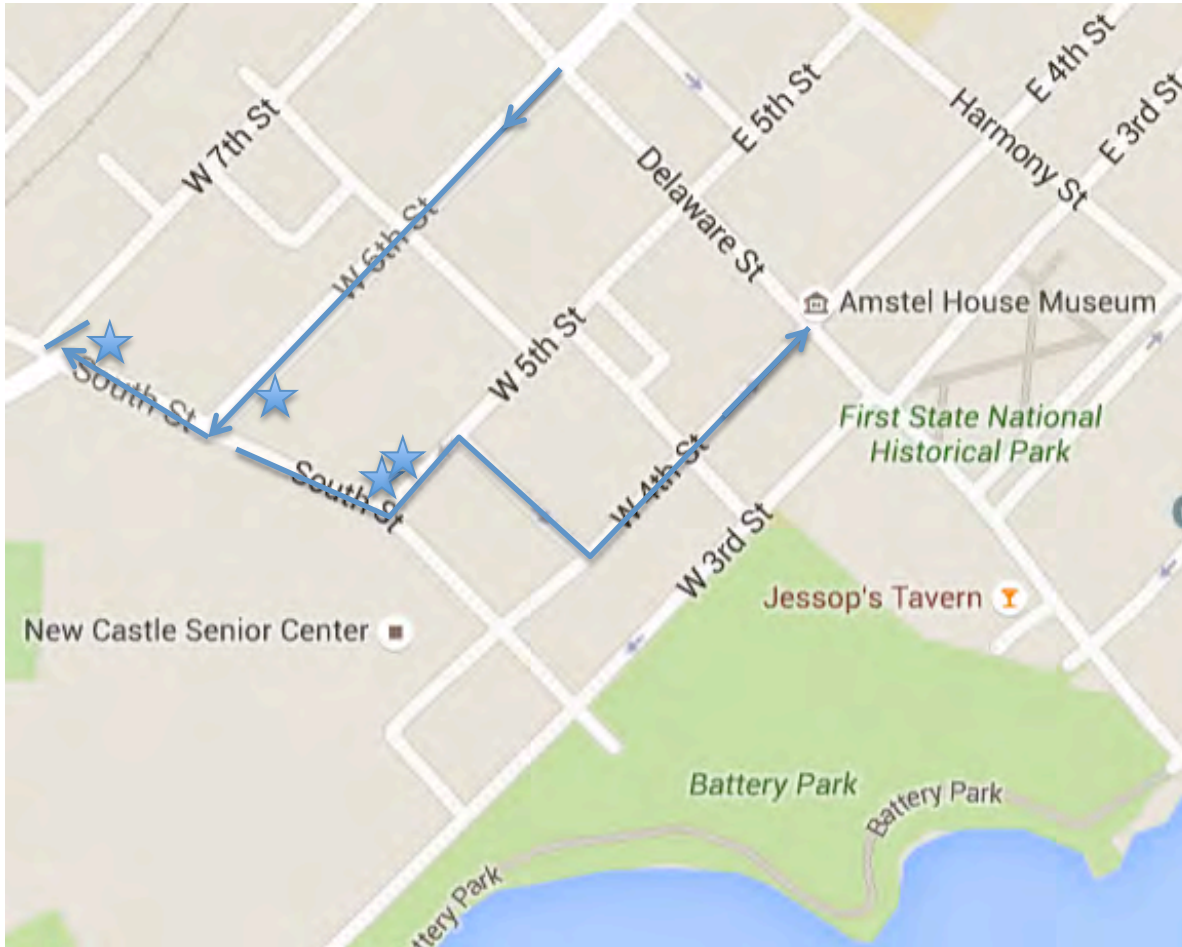 E 4th St
E 5th St
E 3rd St
Harmony St
W 7th St
Delaware St
W 6th St
Amstel House Museum
W 5th St
South St
First State National
Historical Park
W 4th St
South St
W 3rd St
Jessop's Tavern
New Castle Senior Center
Battery Park
Battery Park
ttery Park